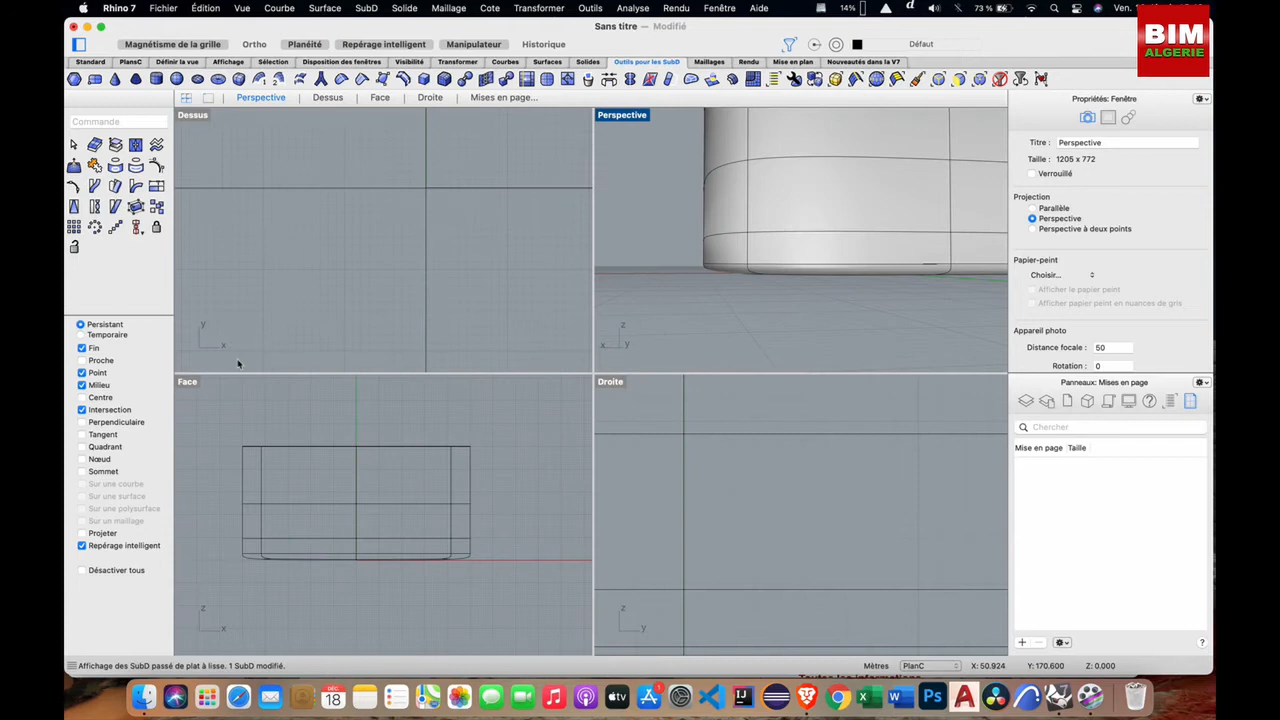 Rhino 7 Fichier Édition Vue Courbe Surface SubD Solide Maillage Cote Transformer Outils Analyse Rendu Fenêtre Aide 14% 73 % Ven.
Sans titre — Modifié
BIM
ALGERIE
Magnétisme de la grille Ortho Planéité Repérage intelligent Manipulateur Historique Défaut
Standard PlansC Définir la vue Affichage Sélection Disposition des fenêtres Visibilité Transformer Courbes Surfaces Solides Outils pour les SubD Maillages Rendu Mise en plan Nouveautés dans la V7
Perspective Dessus Face Droite Mises en page...
Propriétés: Fenêtre
Commande
Dessus
Perspective
Titre : Perspective
Taille : 1205 x 772
Verrouillé
Projection
Parallèle
Perspective
Perspective à deux points
Papier-peint
Choisir...
Afficher le papier peint
Afficher papier peint en nuances de gris
Appareil photo
Distance focale : 50
Rotation : 0
y
x
z
x y
Persistant
Temporaire
Fin
Proche
Point
Milieu
Centre
Intersection
Perpendiculaire
Tangent
Quadrant
Nœud
Sommet
Sur une courbe
Sur une surface
Sur une polysurface
Sur un maillage
Projeter
Repérage intelligent
Désactiver tous
Face
Droite
z
x
z
y
Panneaux: Mises en page
Chercher
Mise en page Taille
Affichage des SubD passé de plat à lisse. 1 SubD modifié.
Mètres PlanC X: 50.924 Y: 170.600 Z: 0.000
DÉC.
18
tv
W
Ps
A